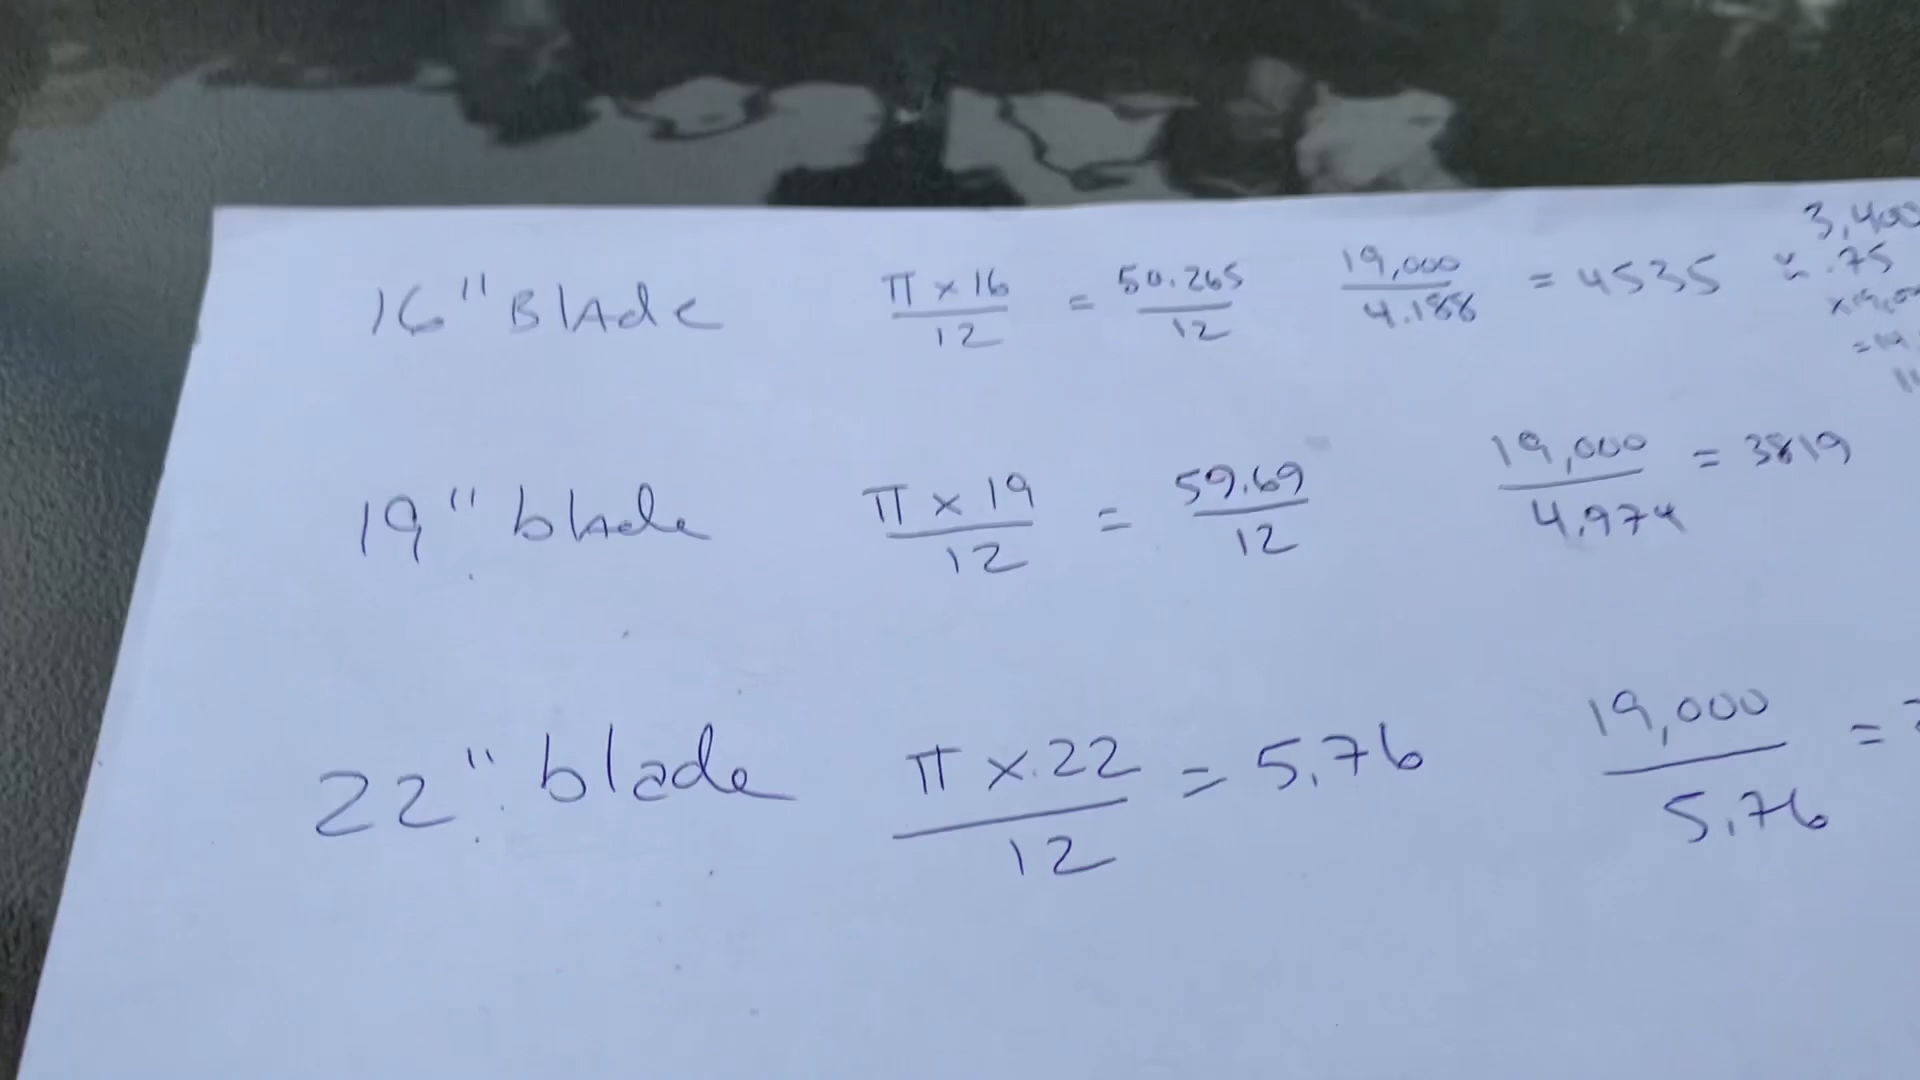 16" Blade π x 16 / 12 = 50.265 / 12 19,000 / 4.188 = 4535
3,400
.75
19" blade π x 19 / 12 = 59.69 / 12 19,000 / 4.974 = 3819
22" blade π x 22 / 12 = 5.76 19,000 / 5.76 =